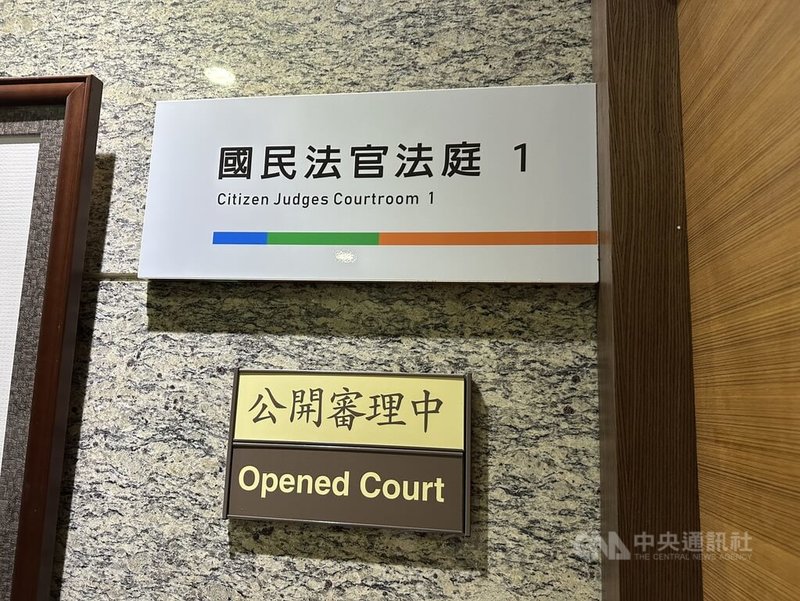 國民法官法庭 1
Citizen Judges Courtroom 1
公開審理中
Opened Court
CNA 中央通訊社
THE CENTRAL NEWS AGENCY